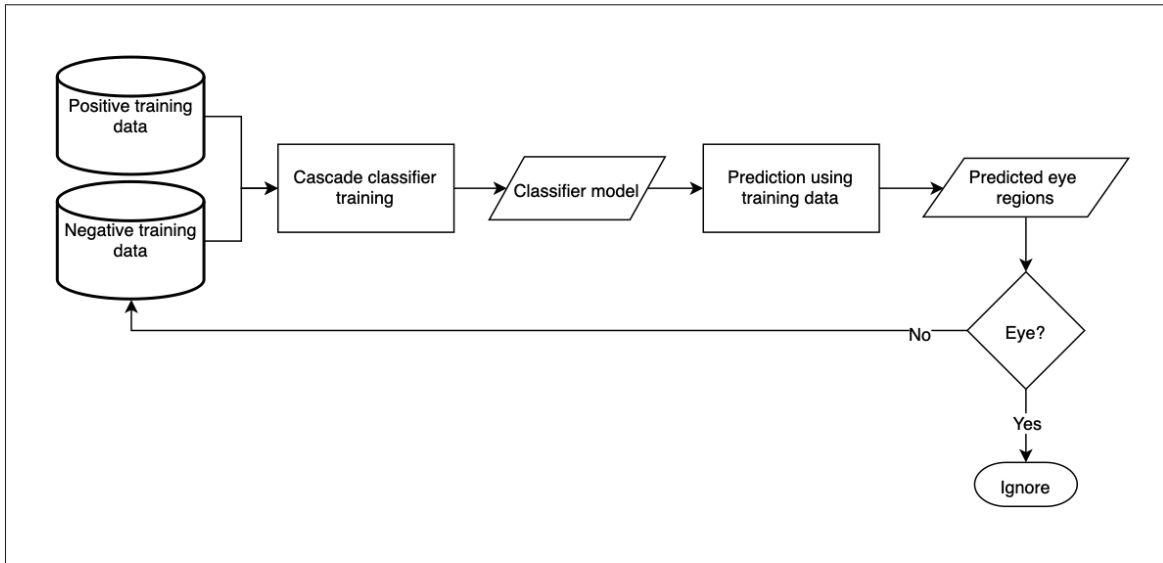 Positive training
data
Negative training
data
Cascade classifier
training
Classifier model
Prediction using
training data
Predicted eye
regions
Eye?
No
Yes
Ignore